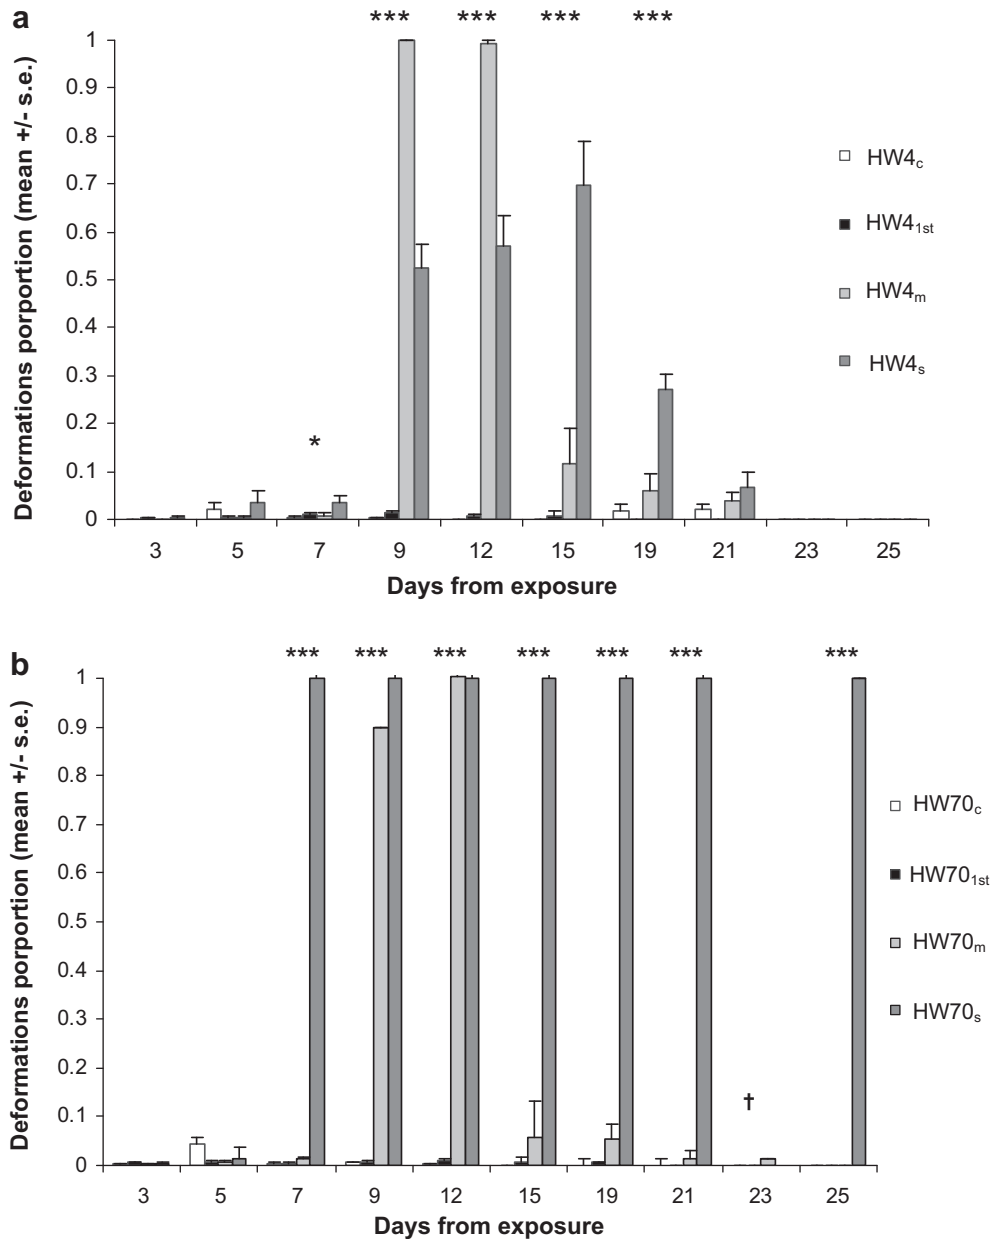 a
*** *** *** ***
Deformations porportion (mean +/- s.e.)
1
0.9
0.8
0.7
0.6
0.5
0.4
0.3
0.2
0.1
0
*
HW4c
HW41st
HW4m
HW4s
3 5 7 9 12 15 19 21 23 25
Days from exposure
b
*** *** *** *** *** *** ***
Deformations porportion (mean +/- s.e.)
1
0.9
0.8
0.7
0.6
0.5
0.4
0.3
0.2
0.1
0
†
HW70c
HW701st
HW70m
HW70s
3 5 7 9 12 15 19 21 23 25
Days from exposure